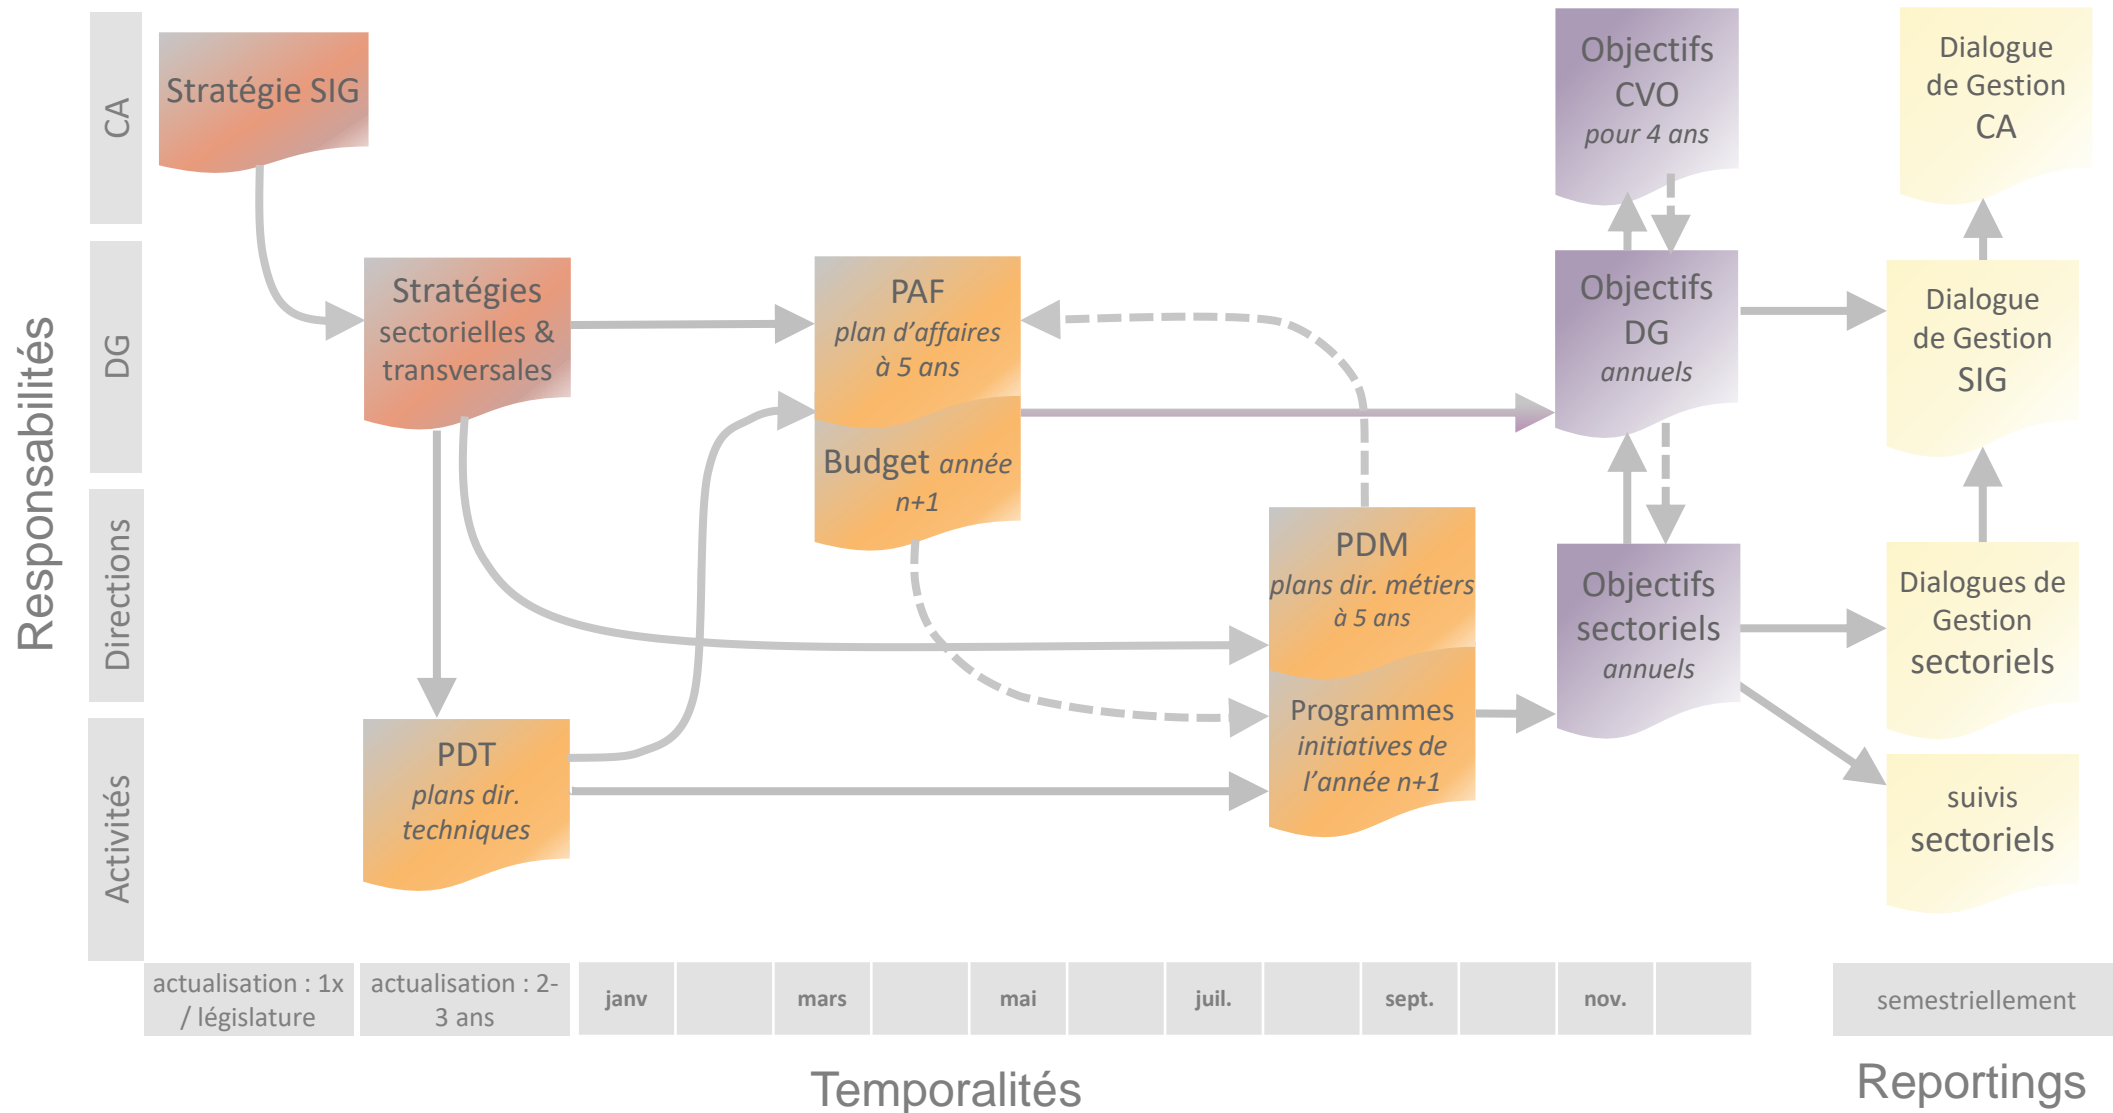 Responsabilités
CA
DG
Directions
Activités
Stratégie SIG
Stratégies
sectorielles &
transversales
PDT
plans dir.
techniques
PAF
plan d’affaires
à 5 ans
Budget année
n+1
PDM
plans dir. métiers
à 5 ans
Programmes
initiatives de
l’année n+1
Objectifs
CVO
pour 4 ans
Objectifs
DG
annuels
Objectifs
sectoriels
annuels
Dialogue
de Gestion
CA
Dialogue
de Gestion
SIG
Dialogues de
Gestion
sectoriels
suivis
sectoriels
actualisation : 1x
/ législature
actualisation : 2-
3 ans
janv
mars
mai
juil.
sept.
nov.
semestriellement
Temporalités
Reportings